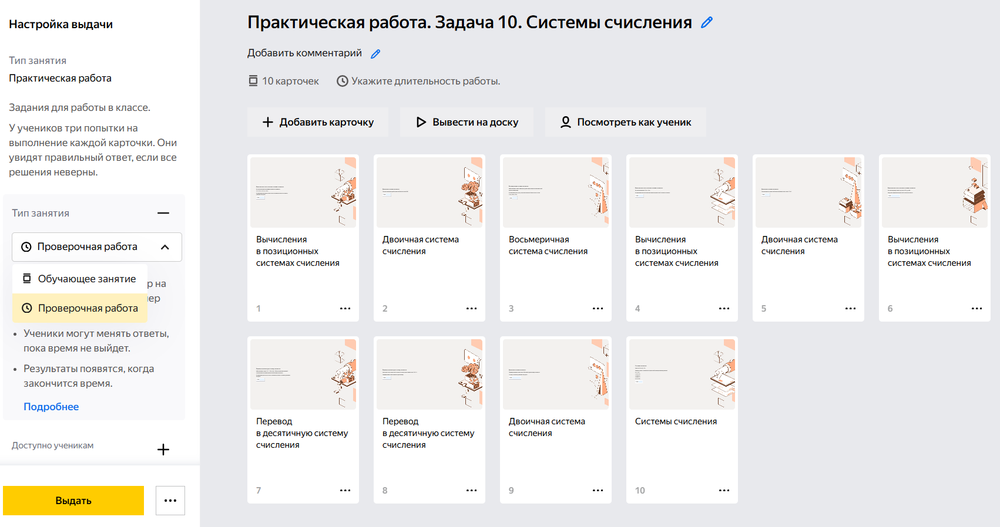 Настройка выдачи
Тип занятия
Практическая работа
Задания для работы в классе.
У учеников три попытки на
выполнение каждой карточки. Они
увидят правильный ответ, если все
решения неверны.
Тип занятия
Проверочная работа
Обучающее занятие
р на
Проверочная работа
ер
Ученики могут менять ответы,
пока время не выйдет.
Результаты появятся, когда
закончится время.
Подробнее
Доступно ученикам
Выдать
Практическая работа. Задача 10. Системы счисления
Добавить комментарий
10 карточек
Укажите длительность работы.
Добавить карточку
Вывести на доску
Посмотреть как ученик
Вычисления
в позиционных
системах счисления
1
Двоичная система
счисления
2
Восьмеричная
система счисления
3
Вычисления
в позиционных
системах счисления
4
Двоичная система
счисления
5
Вычисления
в позиционных
системах счисления
6
Перевод
в десятичную систему
счисления
7
Перевод
в десятичную систему
счисления
8
Двоичная система
счисления
9
Системы счисления
10